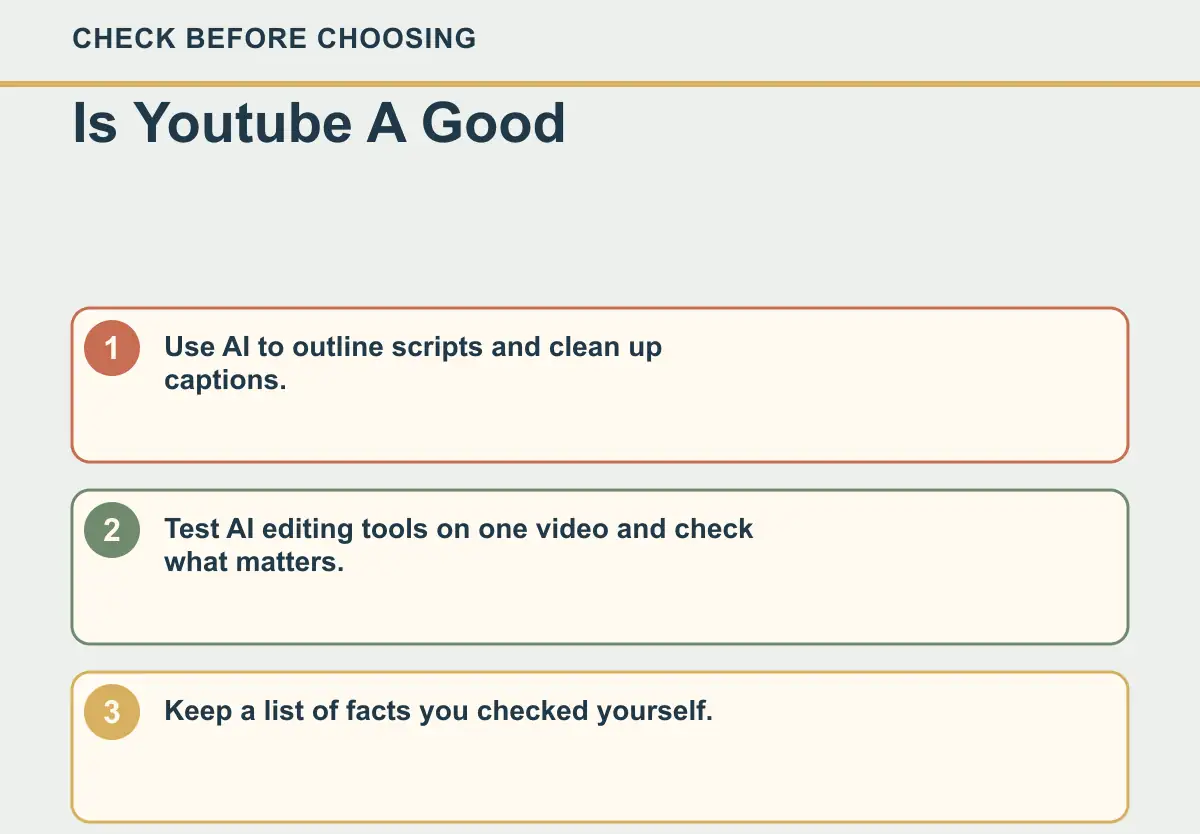 CHECK BEFORE CHOOSING
Is Youtube A Good
1
Use AI to outline scripts and clean up
captions.
2
Test AI editing tools on one video and check
what matters.
3
Keep a list of facts you checked yourself.